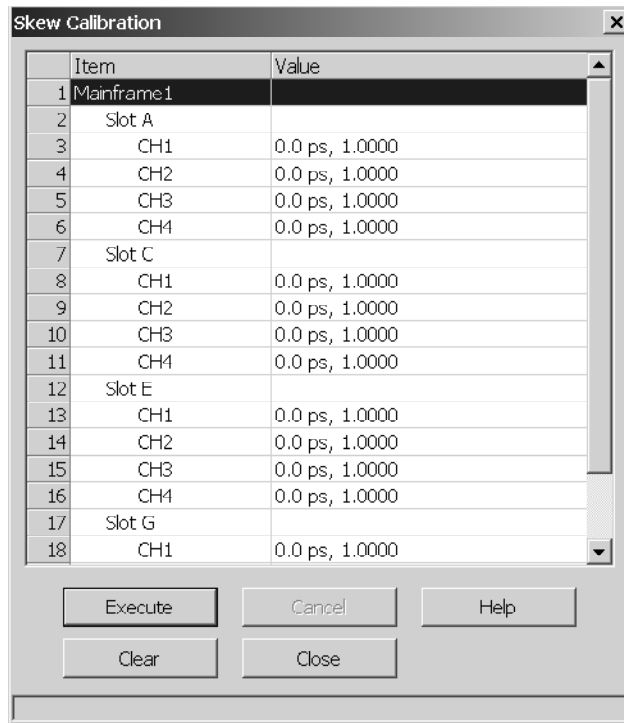 Skew Calibration
Item Value
1 Mainframe1
2 Slot A
3 CH1 0.0 ps, 1.0000
4 CH2 0.0 ps, 1.0000
5 CH3 0.0 ps, 1.0000
6 CH4 0.0 ps, 1.0000
7 Slot C
8 CH1 0.0 ps, 1.0000
9 CH2 0.0 ps, 1.0000
10 CH3 0.0 ps, 1.0000
11 CH4 0.0 ps, 1.0000
12 Slot E
13 CH1 0.0 ps, 1.0000
14 CH2 0.0 ps, 1.0000
15 CH3 0.0 ps, 1.0000
16 CH4 0.0 ps, 1.0000
17 Slot G
18 CH1 0.0 ps, 1.0000
Execute Cancel Help
Clear Close